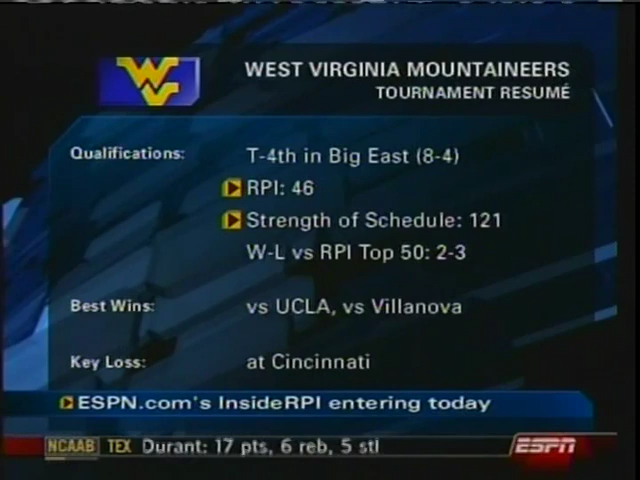 WV
WEST VIRGINIA MOUNTAINEERS
TOURNAMENT RESUMÉ
Qualifications: T-4th in Big East (8-4)
RPI: 46
Strength of Schedule: 121
W-L vs RPI Top 50: 2-3
Best Wins: vs UCLA, vs Villanova
Key Loss: at Cincinnati
ESPN.com's InsideRPI entering today
NCAAB TEX Durant: 17 pts, 6 reb, 5 stl ESPN